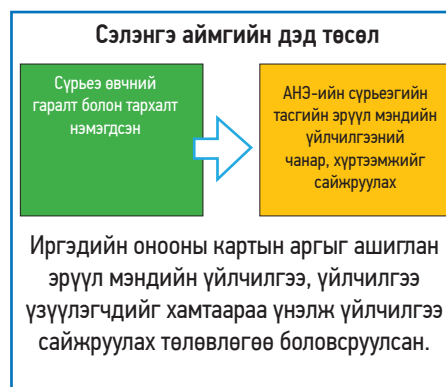 Сэлэнгэ аймгийн дэд төсөл
Сүрьеэ өвчний
гаралт болон тархалт
нэмэгдсэн
АНЭ-ийн сүрьеэгийн
тасгийн эрүүл мэндийн
үйлчилгээний
чанар, хүртээмжийг
сайжруулах
Иргэдийн онооны картын аргыг ашиглан
эрүүл мэндийн үйлчилгээ, үйлчилгээ
үзүүлэгчдийг хамтаараа үнэлж үйлчилгээ
сайжруулах төлөвлөгөө боловсруулсан.